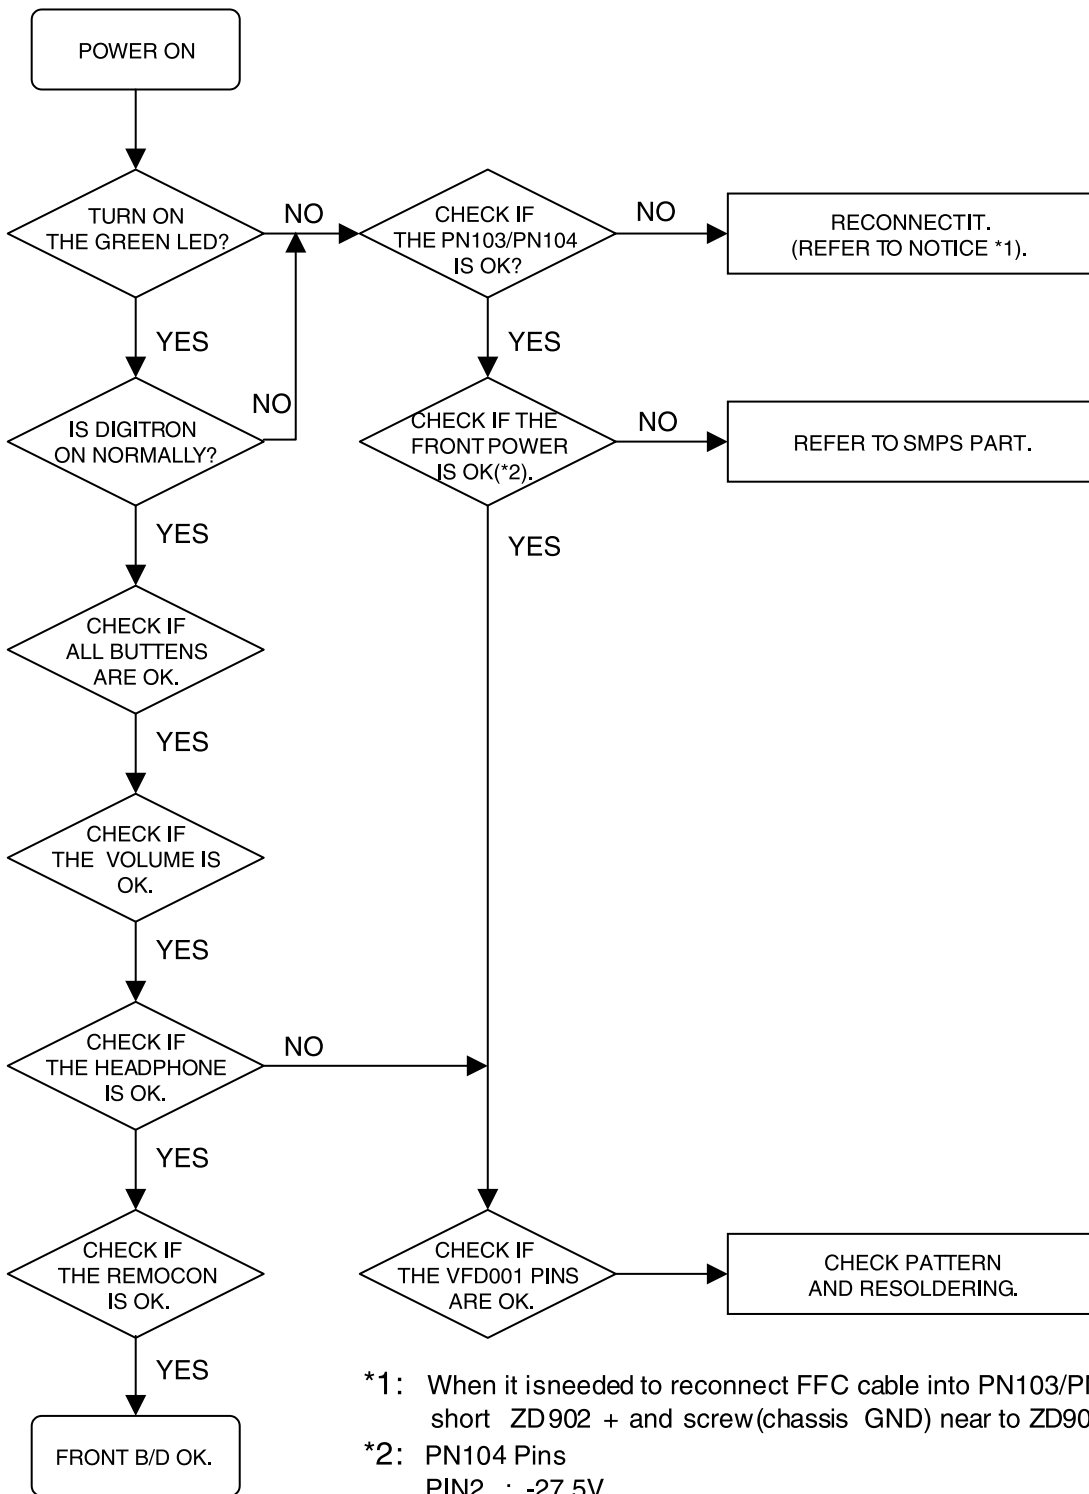 POWER ON
TURN ON
THE GREEN LED?
NO
CHECK IF
THE PN103/PN104
IS OK?
NO
RECONNECTIT.
(REFER TO NOTICE *1).
YES
YES
IS DIGITRON
ON NORMALLY?
NO
CHECK IF THE
FRONT POWER
IS OK(*2).
NO
REFER TO SMPS PART.
YES
YES
CHECK IF
ALL BUTTENS
ARE OK.
YES
CHECK IF
THE VOLUME IS
OK.
YES
CHECK IF
THE HEADPHONE
IS OK.
NO
YES
CHECK IF
THE REMOCON
IS OK.
CHECK IF
THE VFD001 PINS
ARE OK.
CHECK PATTERN
AND RESOLDERING.
YES
FRONT B/D OK.
*1: When it isneeded to reconnect FFC cable into PN103/
short ZD902 + and screw(chassis GND) near to
*2: PN104 Pins
PIN2 : -27.5V